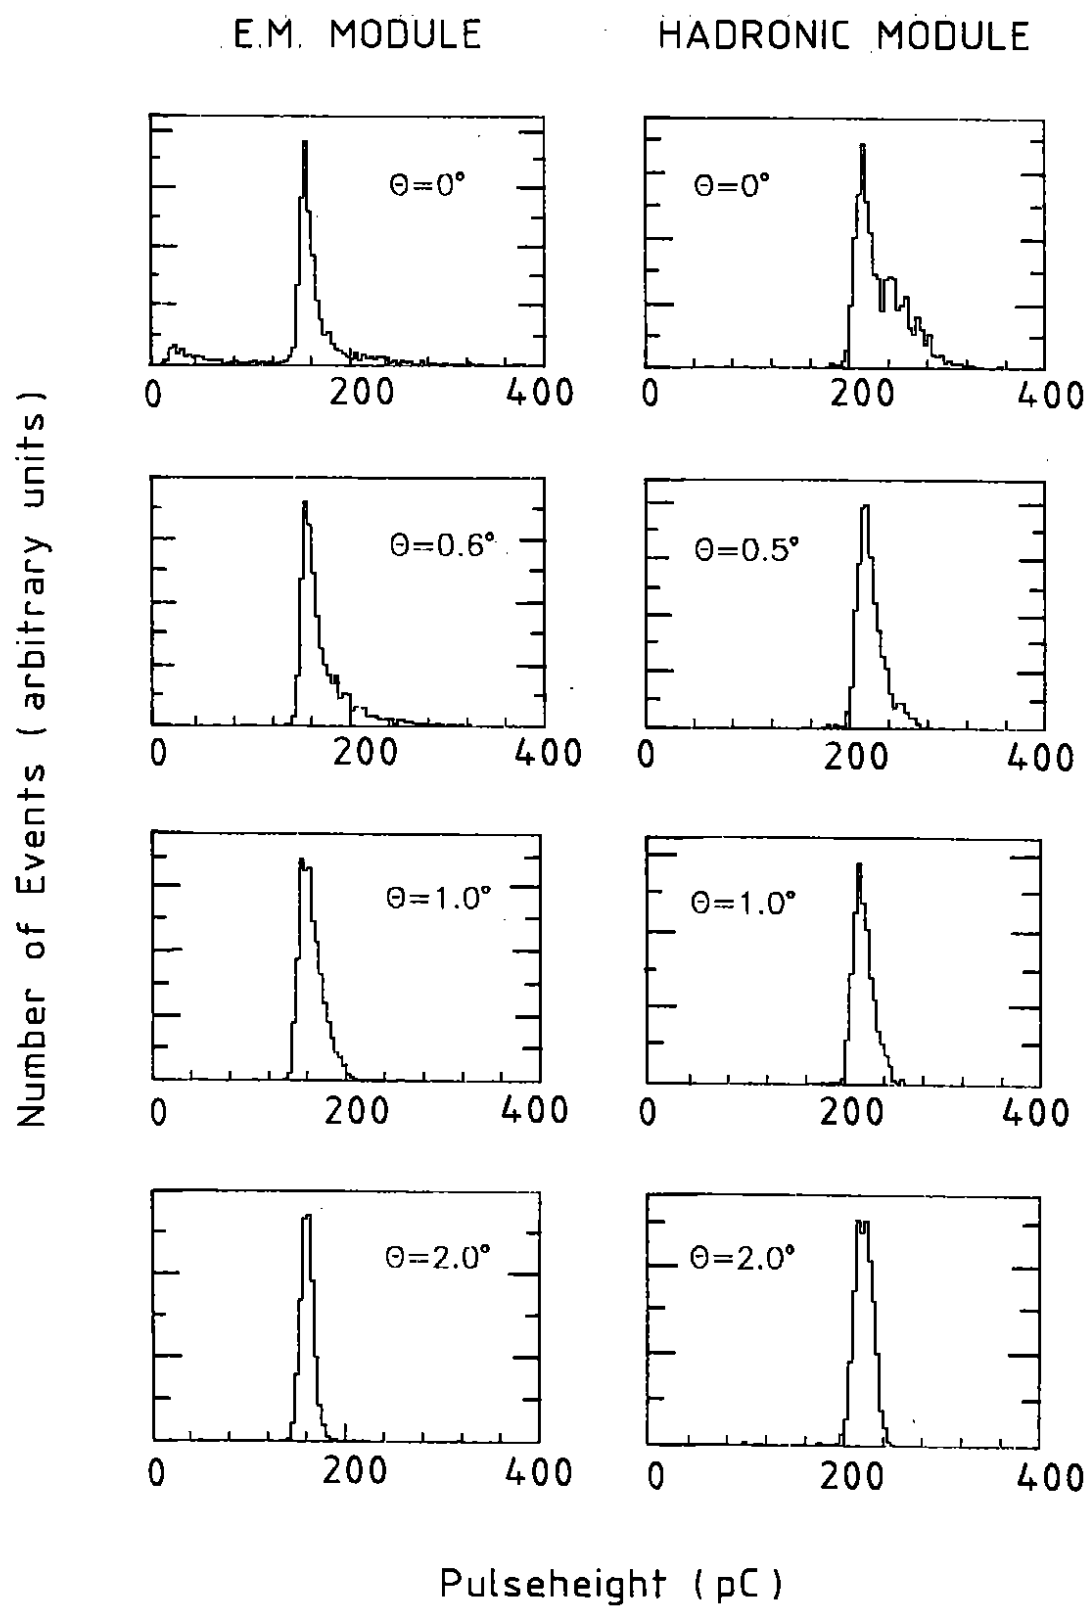 E.M. MODULE HADRONIC MODULE
Θ=0° Θ=0°
0 200 400 0 200 400
Θ=0.6° Θ=0.5°
0 200 400 0 200 400
Θ=1.0° Θ=1.0°
0 200 400 0 200 400
Θ=2.0° Θ=2.0°
0 200 400 0 200 400
Number of Events (arbitrary units)
Pulseheight (pC)